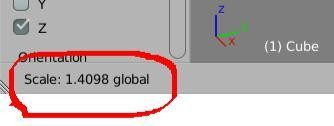 Y
Z
Orientation
Scale: 1.4098 global
Z
Y
X
(1) Cube